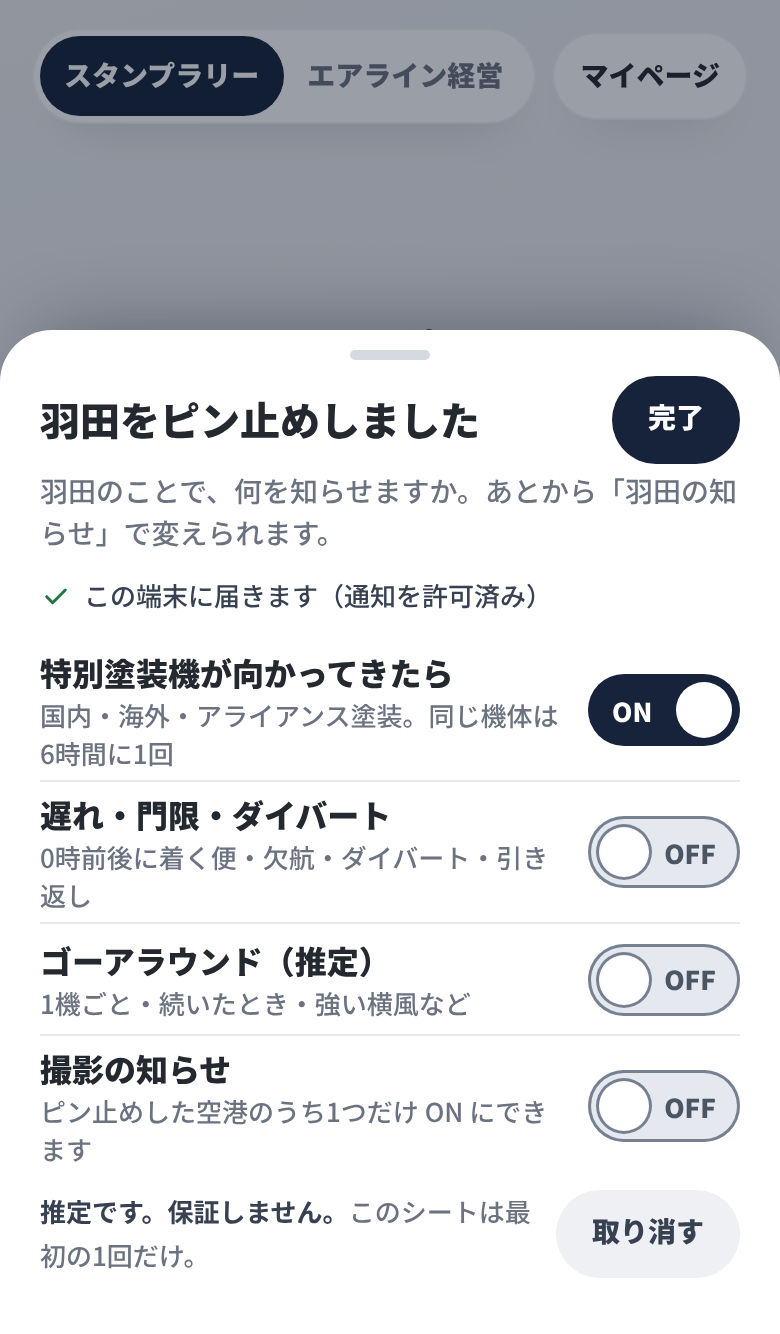 スタンプラリー エアライン経営 マイページ
羽田をピン止めしました
完了
羽田のことで、何を知らせますか。あとから「羽田の知
らせ」で変えられます。
この端末に届きます（通知を許可済み）
特別塗装機が向かってきたら
国内・海外・アライアンス塗装。同じ機体は
6時間に1回
ON
遅れ・門限・ダイバート
0時前後に着く便・欠航・ダイバート・引き
返し
OFF
ゴーアラウンド（推定）
1機ごと・続いたとき・強い横風など
OFF
撮影の知らせ
ピン止めした空港のうち1つだけ ON にでき
ます
OFF
推定です。保証しません。このシートは最
初の1回だけ。
取り消す